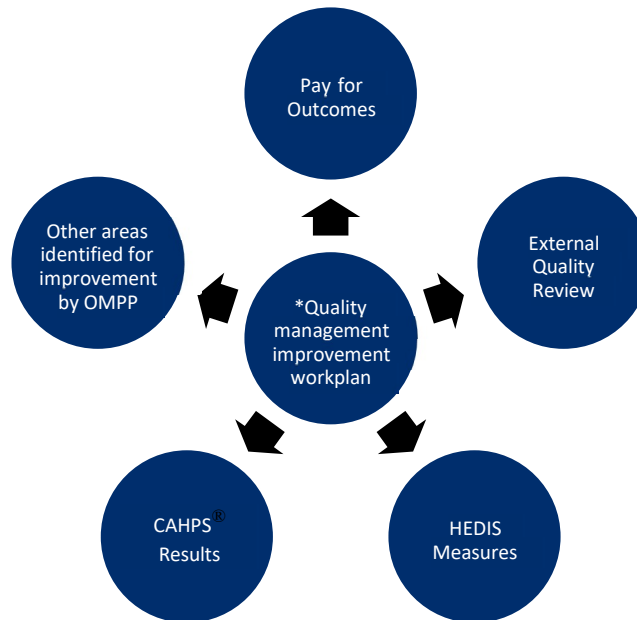 Pay for
Outcomes
Other areas
identified for
improvement
by OMPP
External
Quality
Review
*Quality
management
improvement
workplan
CAHPS®
Results
HEDIS
Measures